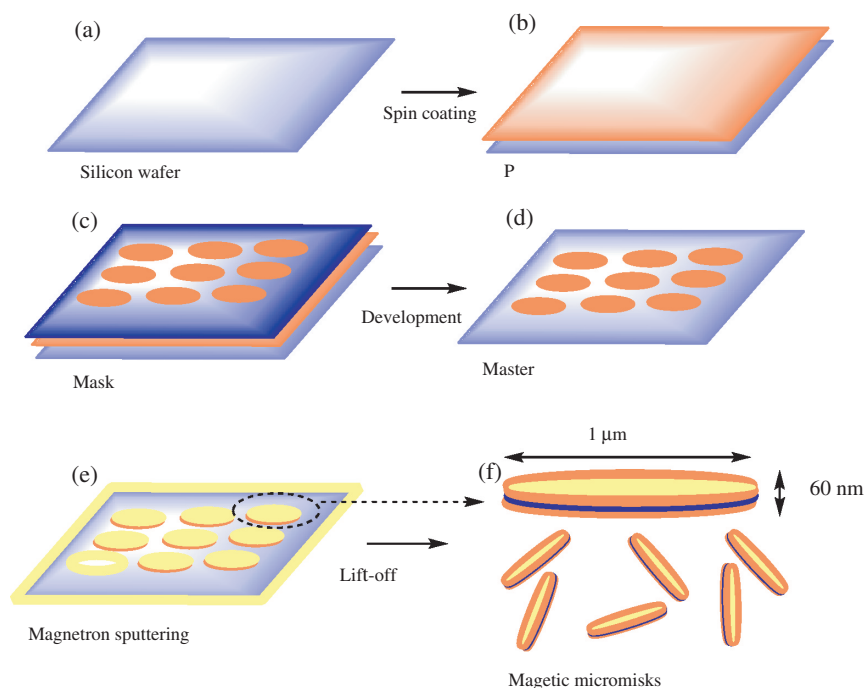 (a)
(b)
Spin coating
Silicon wafer
P
(c)
(d)
Development
Mask
Master
(e)
(f)
1 μm
60 nm
Lift-off
Magnetron sputtering
Magetic micromisks